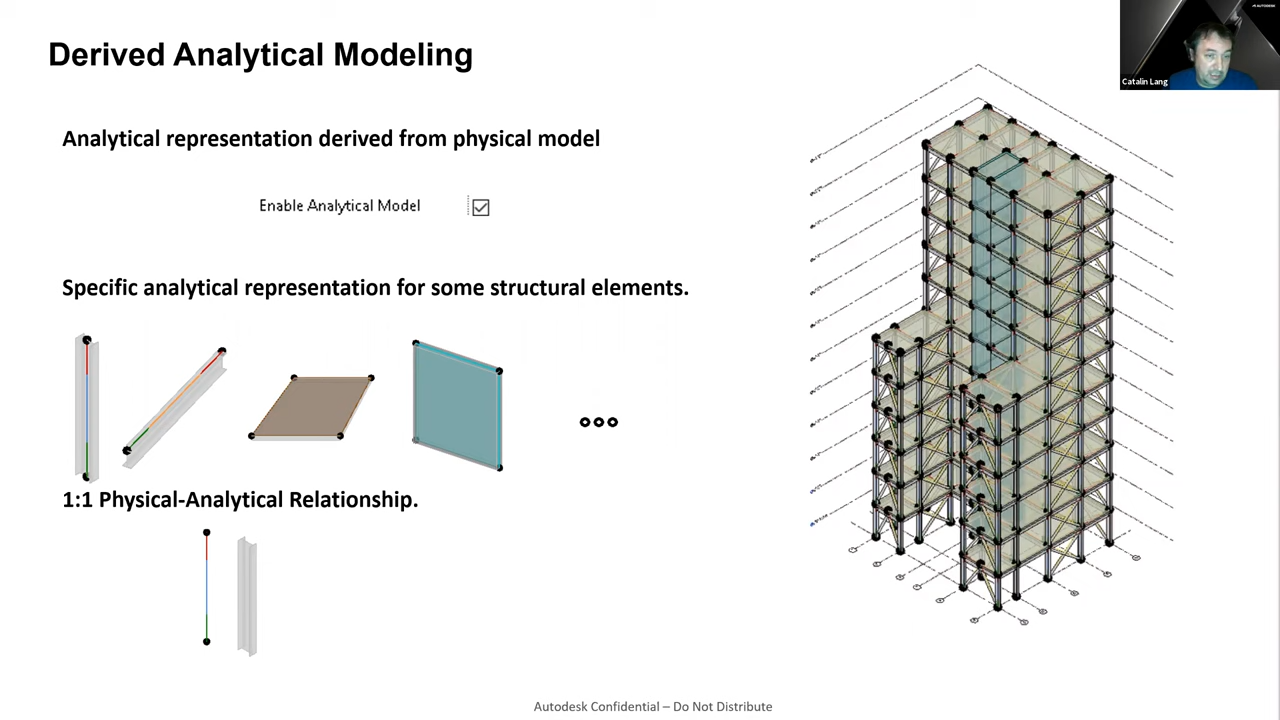 Derived Analytical Modeling
AUTODESK
Catalin Lang
Analytical representation derived from physical model
Enable Analytical Model
Specific analytical representation for some structural elements.
1:1 Physical-Analytical Relationship.
Autodesk Confidential – Do Not Distribute